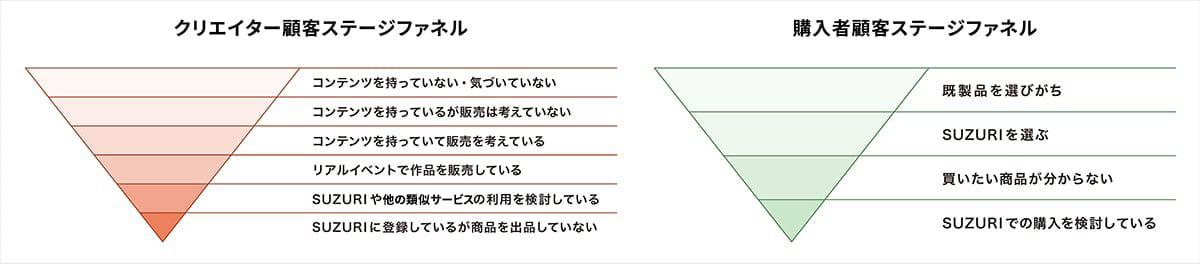 クリエイター顧客ステージファネル
コンテンツを持っていない・気づいていない
コンテンツを持っているが販売は考えていない
コンテンツを持っていて販売を考えている
リアルイベントで作品を販売している
SUZURIや他の類似サービスの利用を検討している
SUZURIに登録しているが商品を出品していない
購入者顧客ステージファネル
既製品を選びがち
SUZURIを選ぶ
買いたい商品が分からない
SUZURIでの購入を検討している